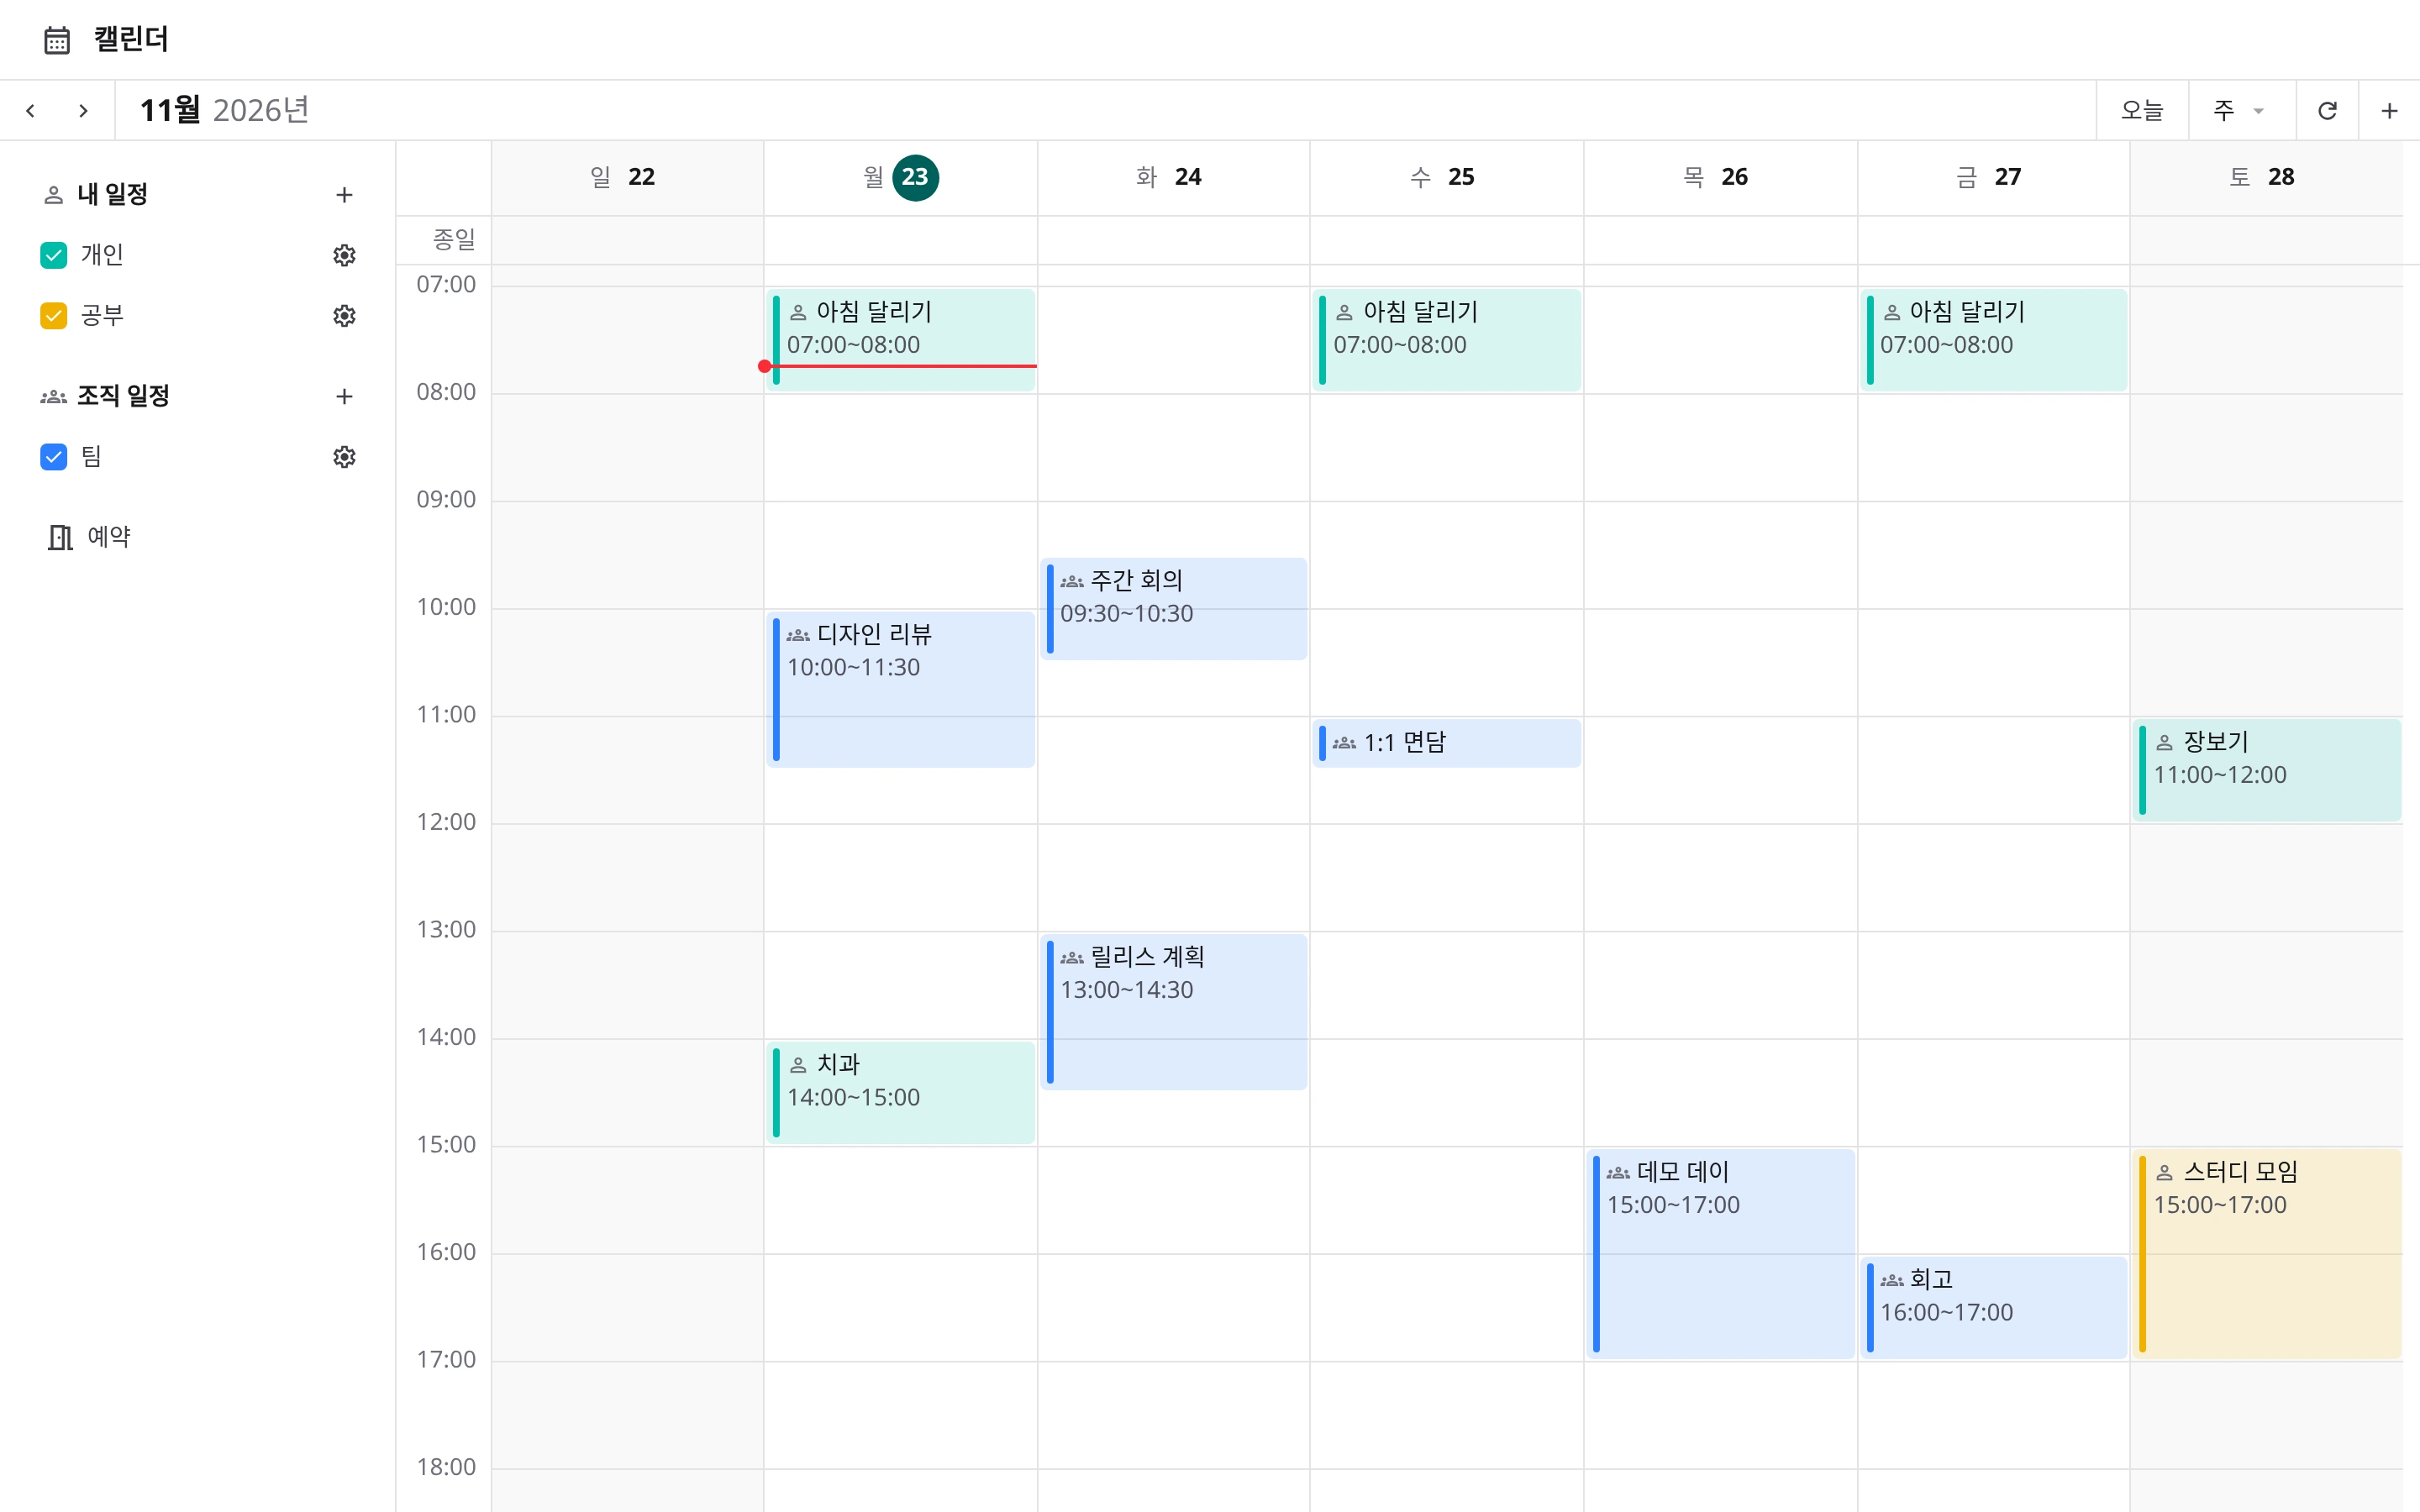 캘린더
11월 2026년
오늘
주
내 일정
개인
공부
조직 일정
팀
예약
일 22
월 23
화 24
수 25
목 26
금 27
토 28
종일
07:00
08:00
09:00
10:00
11:00
12:00
13:00
14:00
15:00
16:00
17:00
18:00
아침 달리기
07:00~08:00
디자인 리뷰
10:00~11:30
치과
14:00~15:00
주간 회의
09:30~10:30
릴리스 계획
13:00~14:30
아침 달리기
07:00~08:00
1:1 면담
데모 데이
15:00~17:00
아침 달리기
07:00~08:00
회고
16:00~17:00
장보기
11:00~12:00
스터디 모임
15:00~17:00